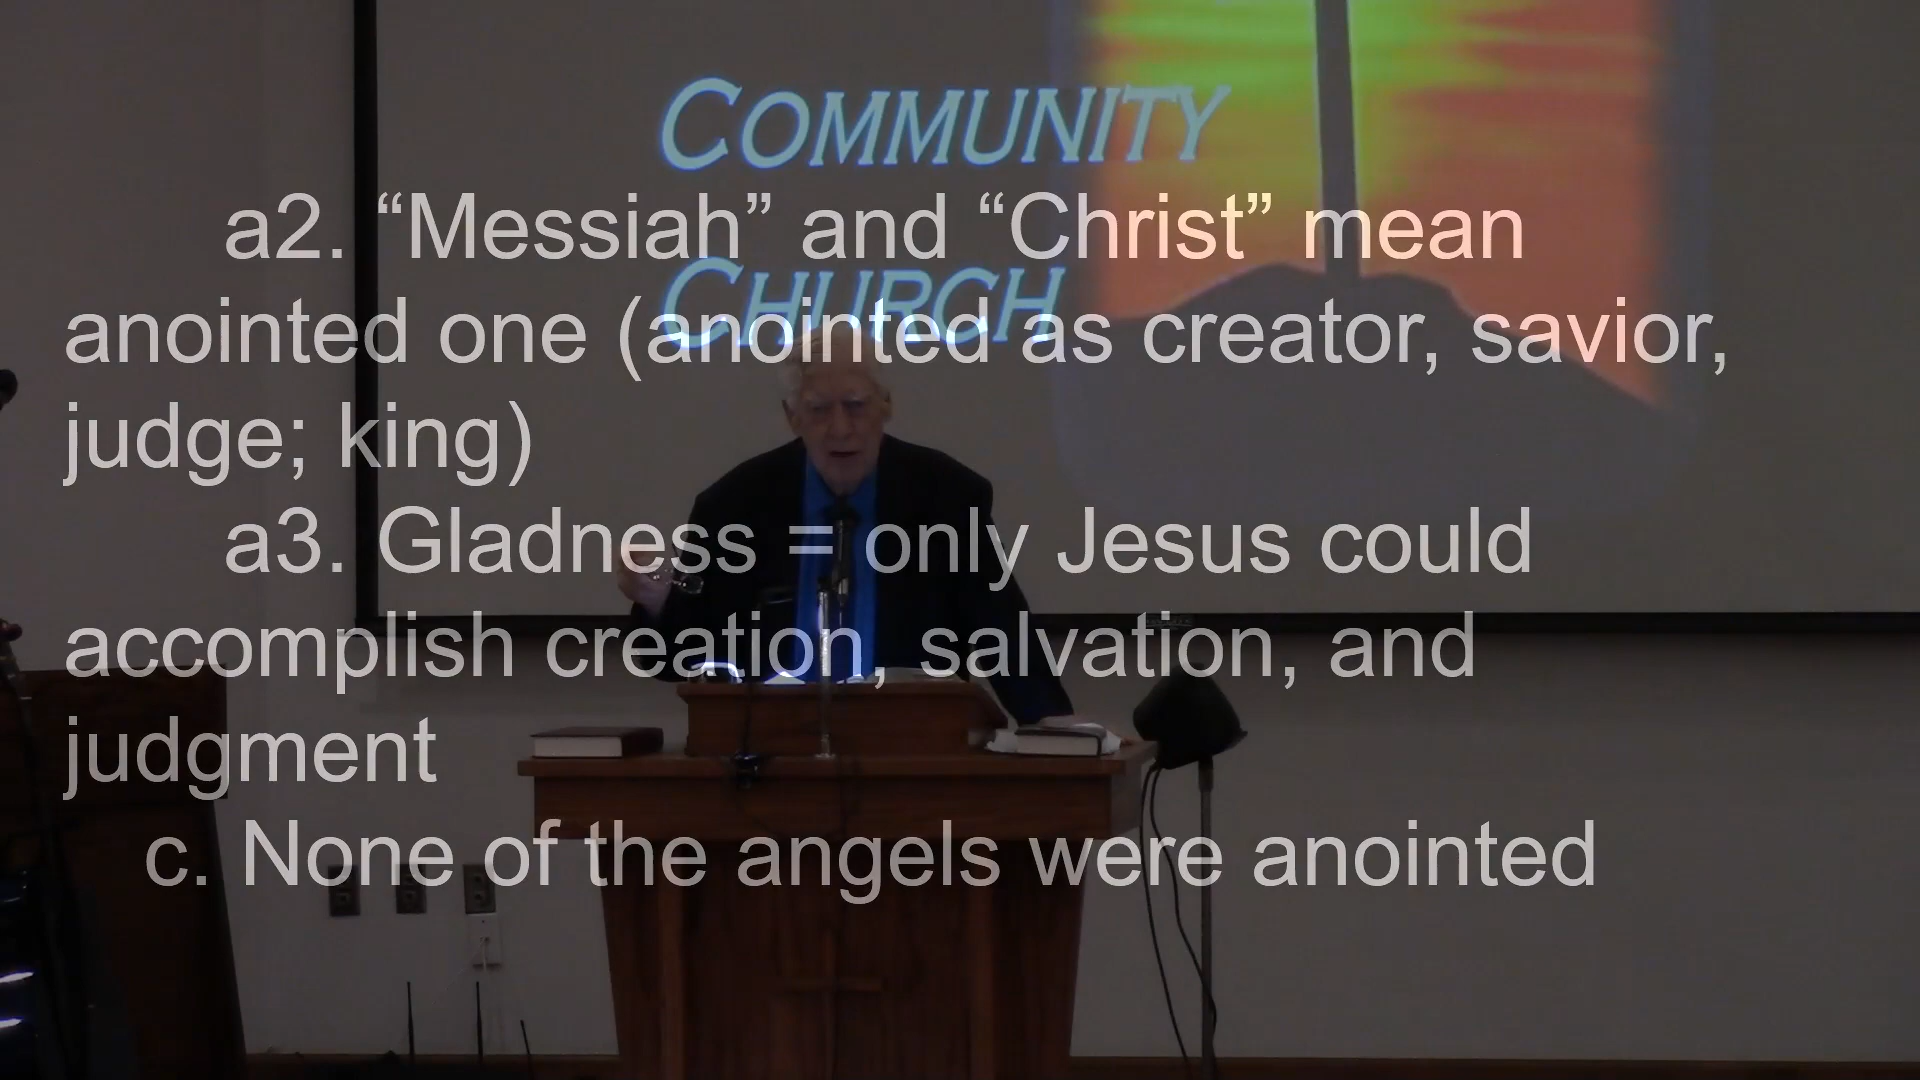 COMMUNITY
CHURCH
a2. “Messiah” and “Christ” mean
anointed one (anointed as creator, savior,
judge; king)
a3. Gladness = only Jesus could
accomplish creation, salvation, and
judgment
c. None of the angels were anointed